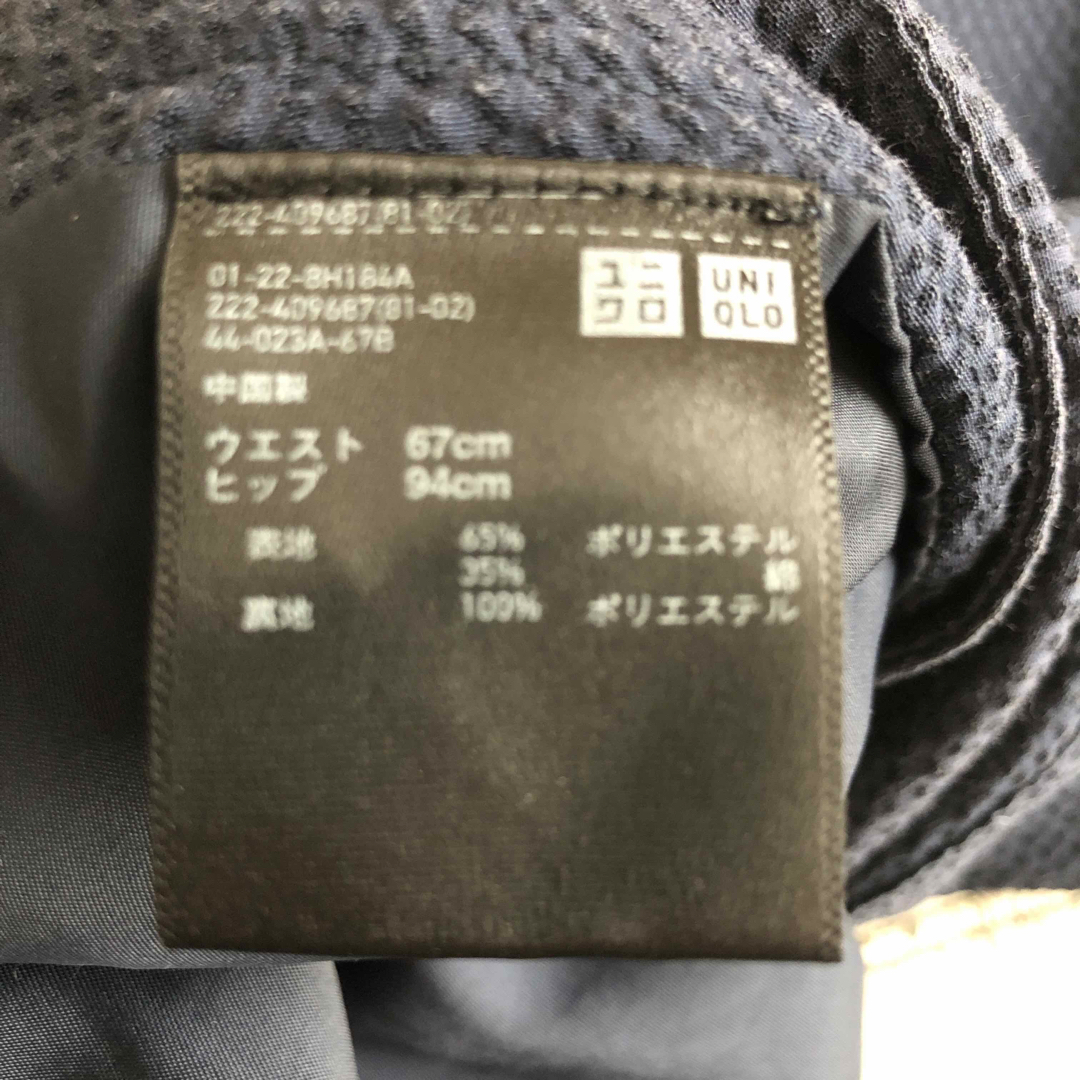 222-409687(81-02)
01-22-8H184A
222-409687(81-02)
44-023A-67B
ユニ
クロ
UNI
QLO
中国製
ウエスト 67cm
ヒップ 94cm
表地 65% ポリエステル
35% 綿
裏地 100% ポリエステル